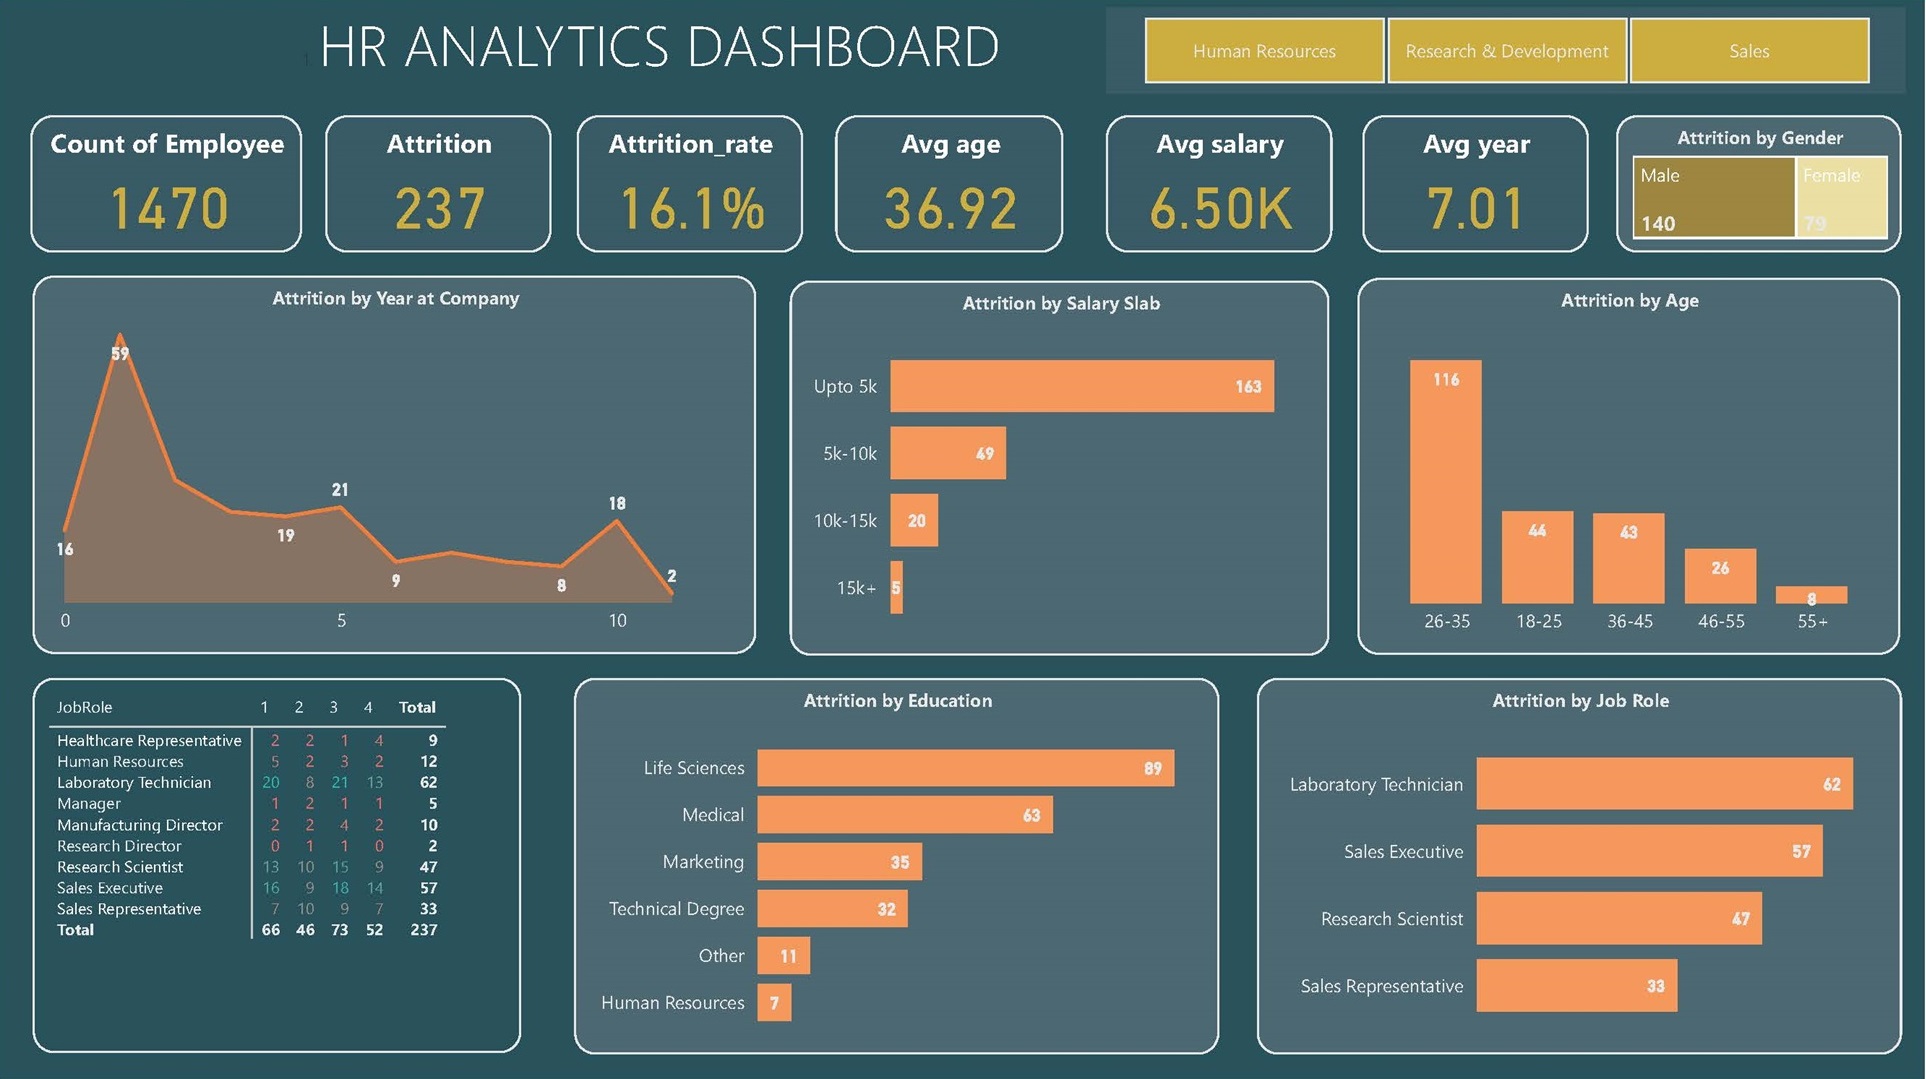 HR ANALYTICS DASHBOARD
Human Resources
Research & Development
Sales
Count of Employee
1470
Attrition
237
Attrition_rate
16.1%
Avg age
36.92
Avg salary
6.50K
Avg year
7.01
Attrition by Gender
Male
Female
140
79
Attrition by Year at Company
59
16
19
21
9
8
18
2
0 5 10
Attrition by Salary Slab
Upto 5k 163
5k-10k 49
10k-15k 20
15k+ 5
Attrition by Age
116 44 43 26 8
26-35 18-25 36-45 46-55 55+
JobRole 1 2 3 4 Total
Healthcare Representative 2 2 1 4 9
Human Resources 5 2 3 2 12
Laboratory Technician 20 8 21 13 62
Manager 1 2 1 1 5
Manufacturing Director 2 2 4 2 10
Research Director 0 1 1 0 2
Research Scientist 13 10 15 9 47
Sales Executive 16 9 18 14 57
Sales Representative 7 10 9 7 33
Total 66 46 73 52 237
Attrition by Education
Life Sciences 89
Medical 63
Marketing 35
Technical Degree 32
Other 11
Human Resources 7
Attrition by Job Role
Laboratory Technician 62
Sales Executive 57
Research Scientist 47
Sales Representative 33